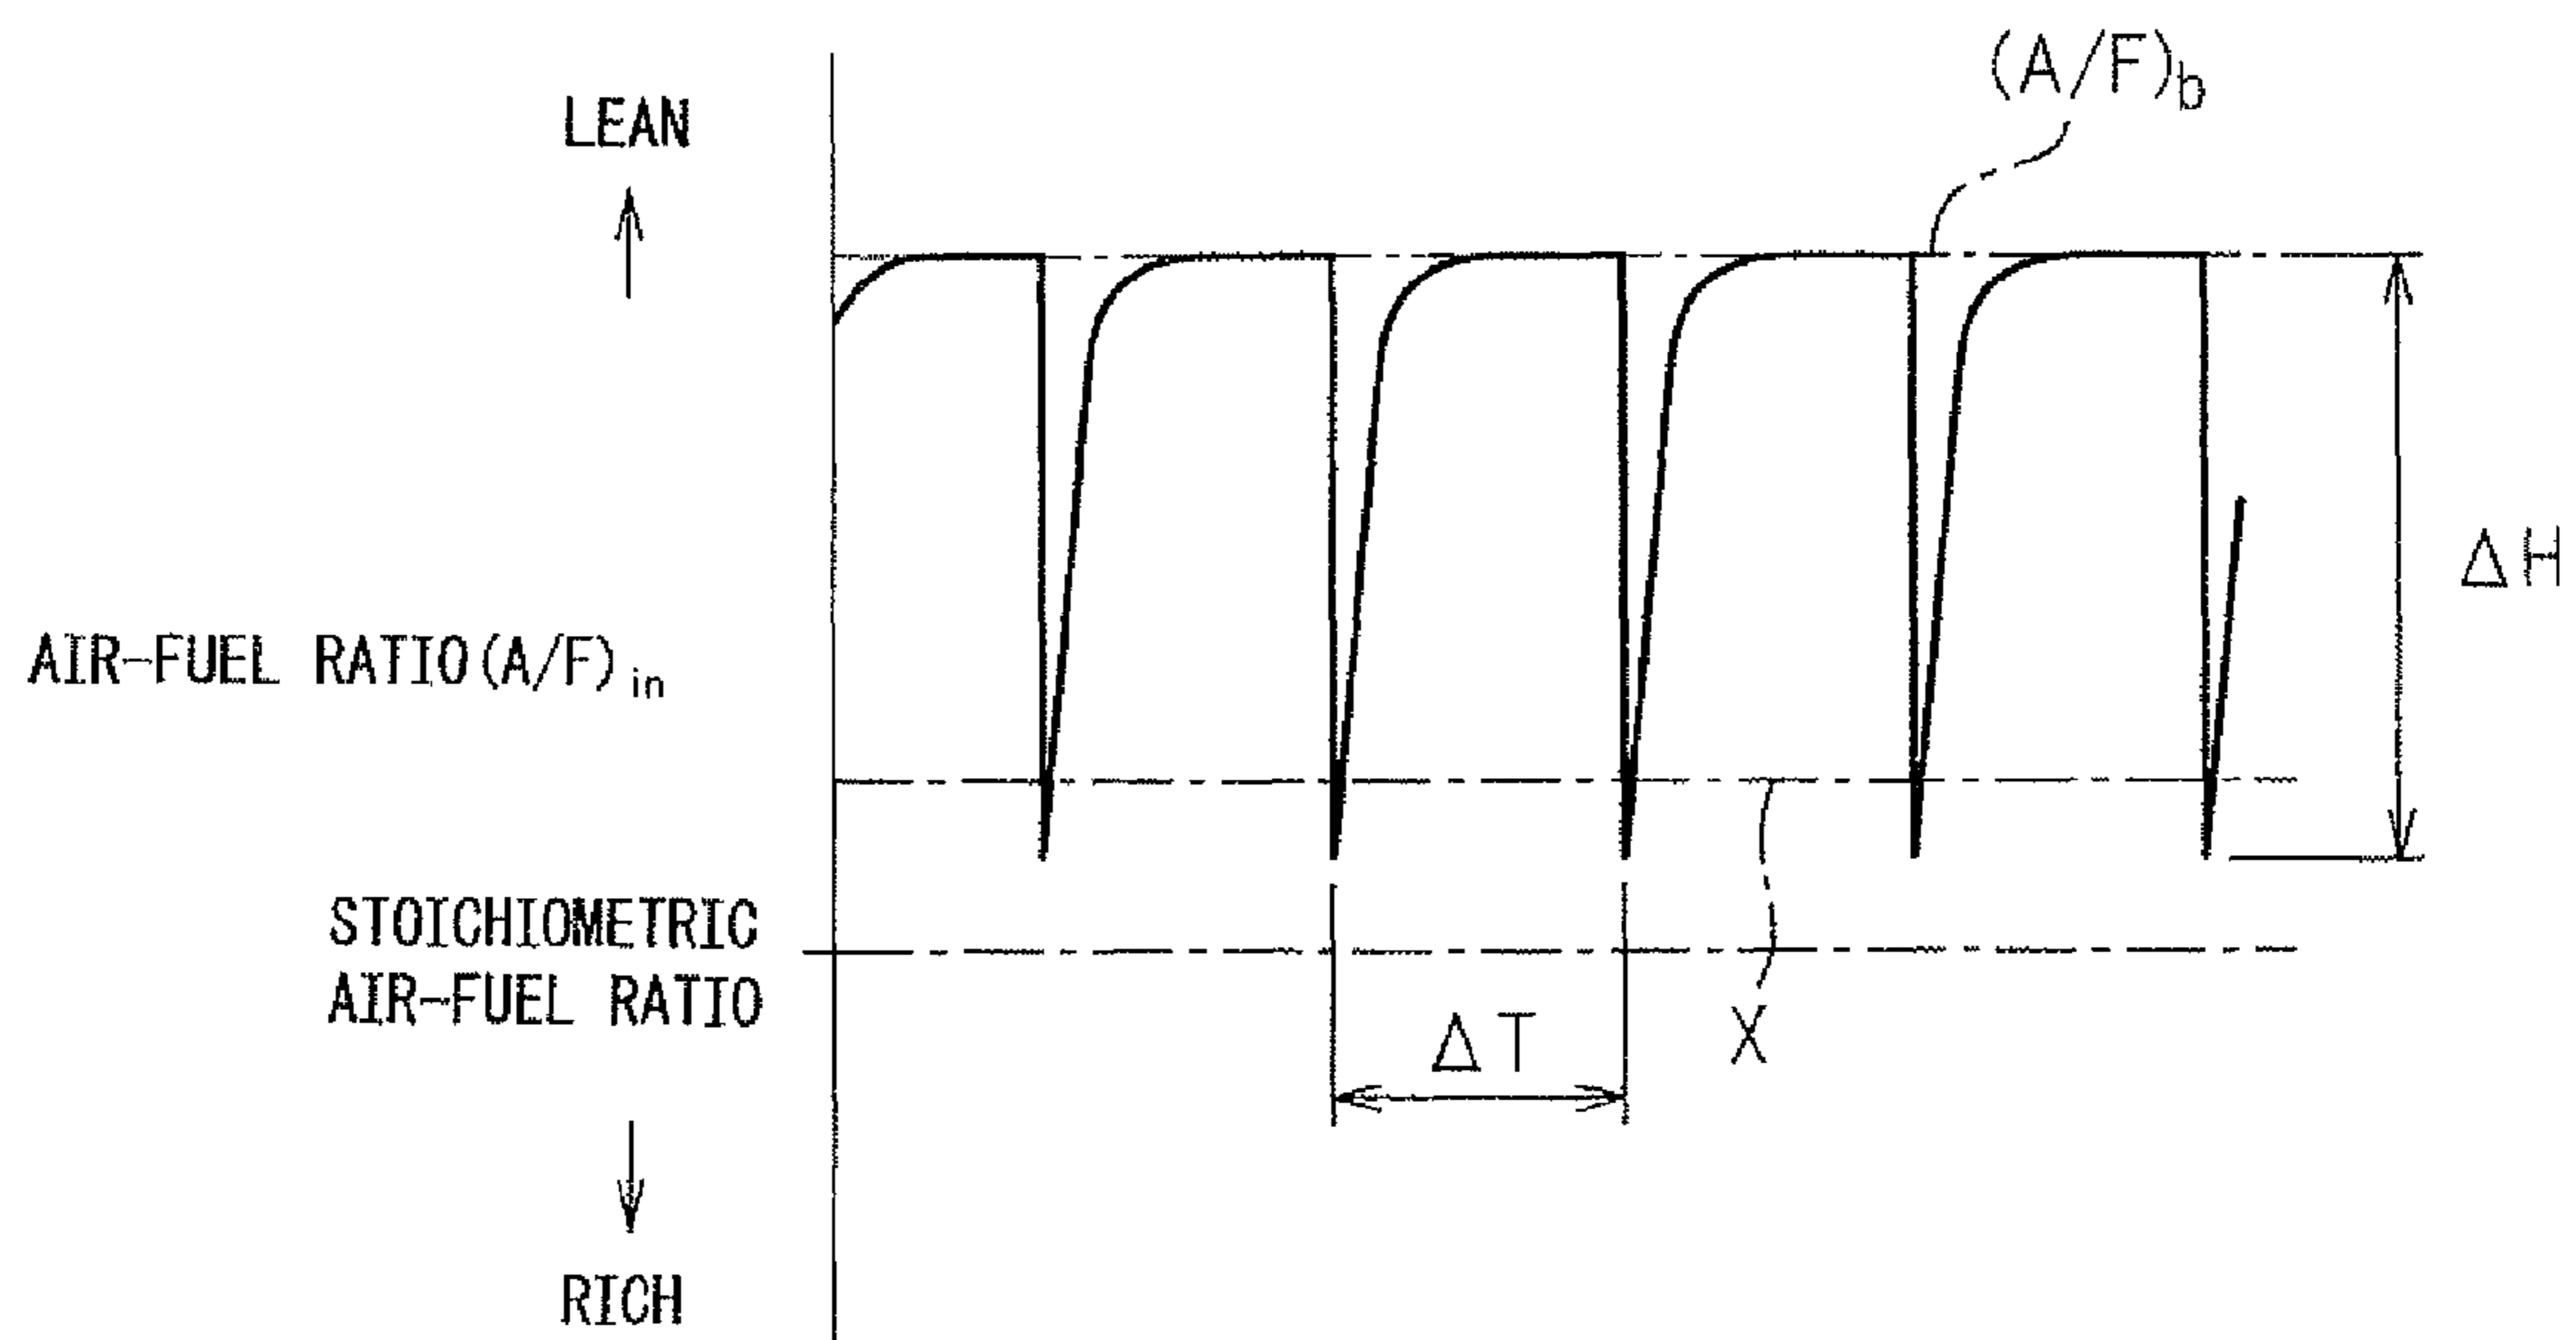 (A/F)b
LEAN
ΔH
AIR-FUEL RATIO(A/F)in
STOICHIOMETRIC
AIR-FUEL RATIO
X
ΔT
RICH